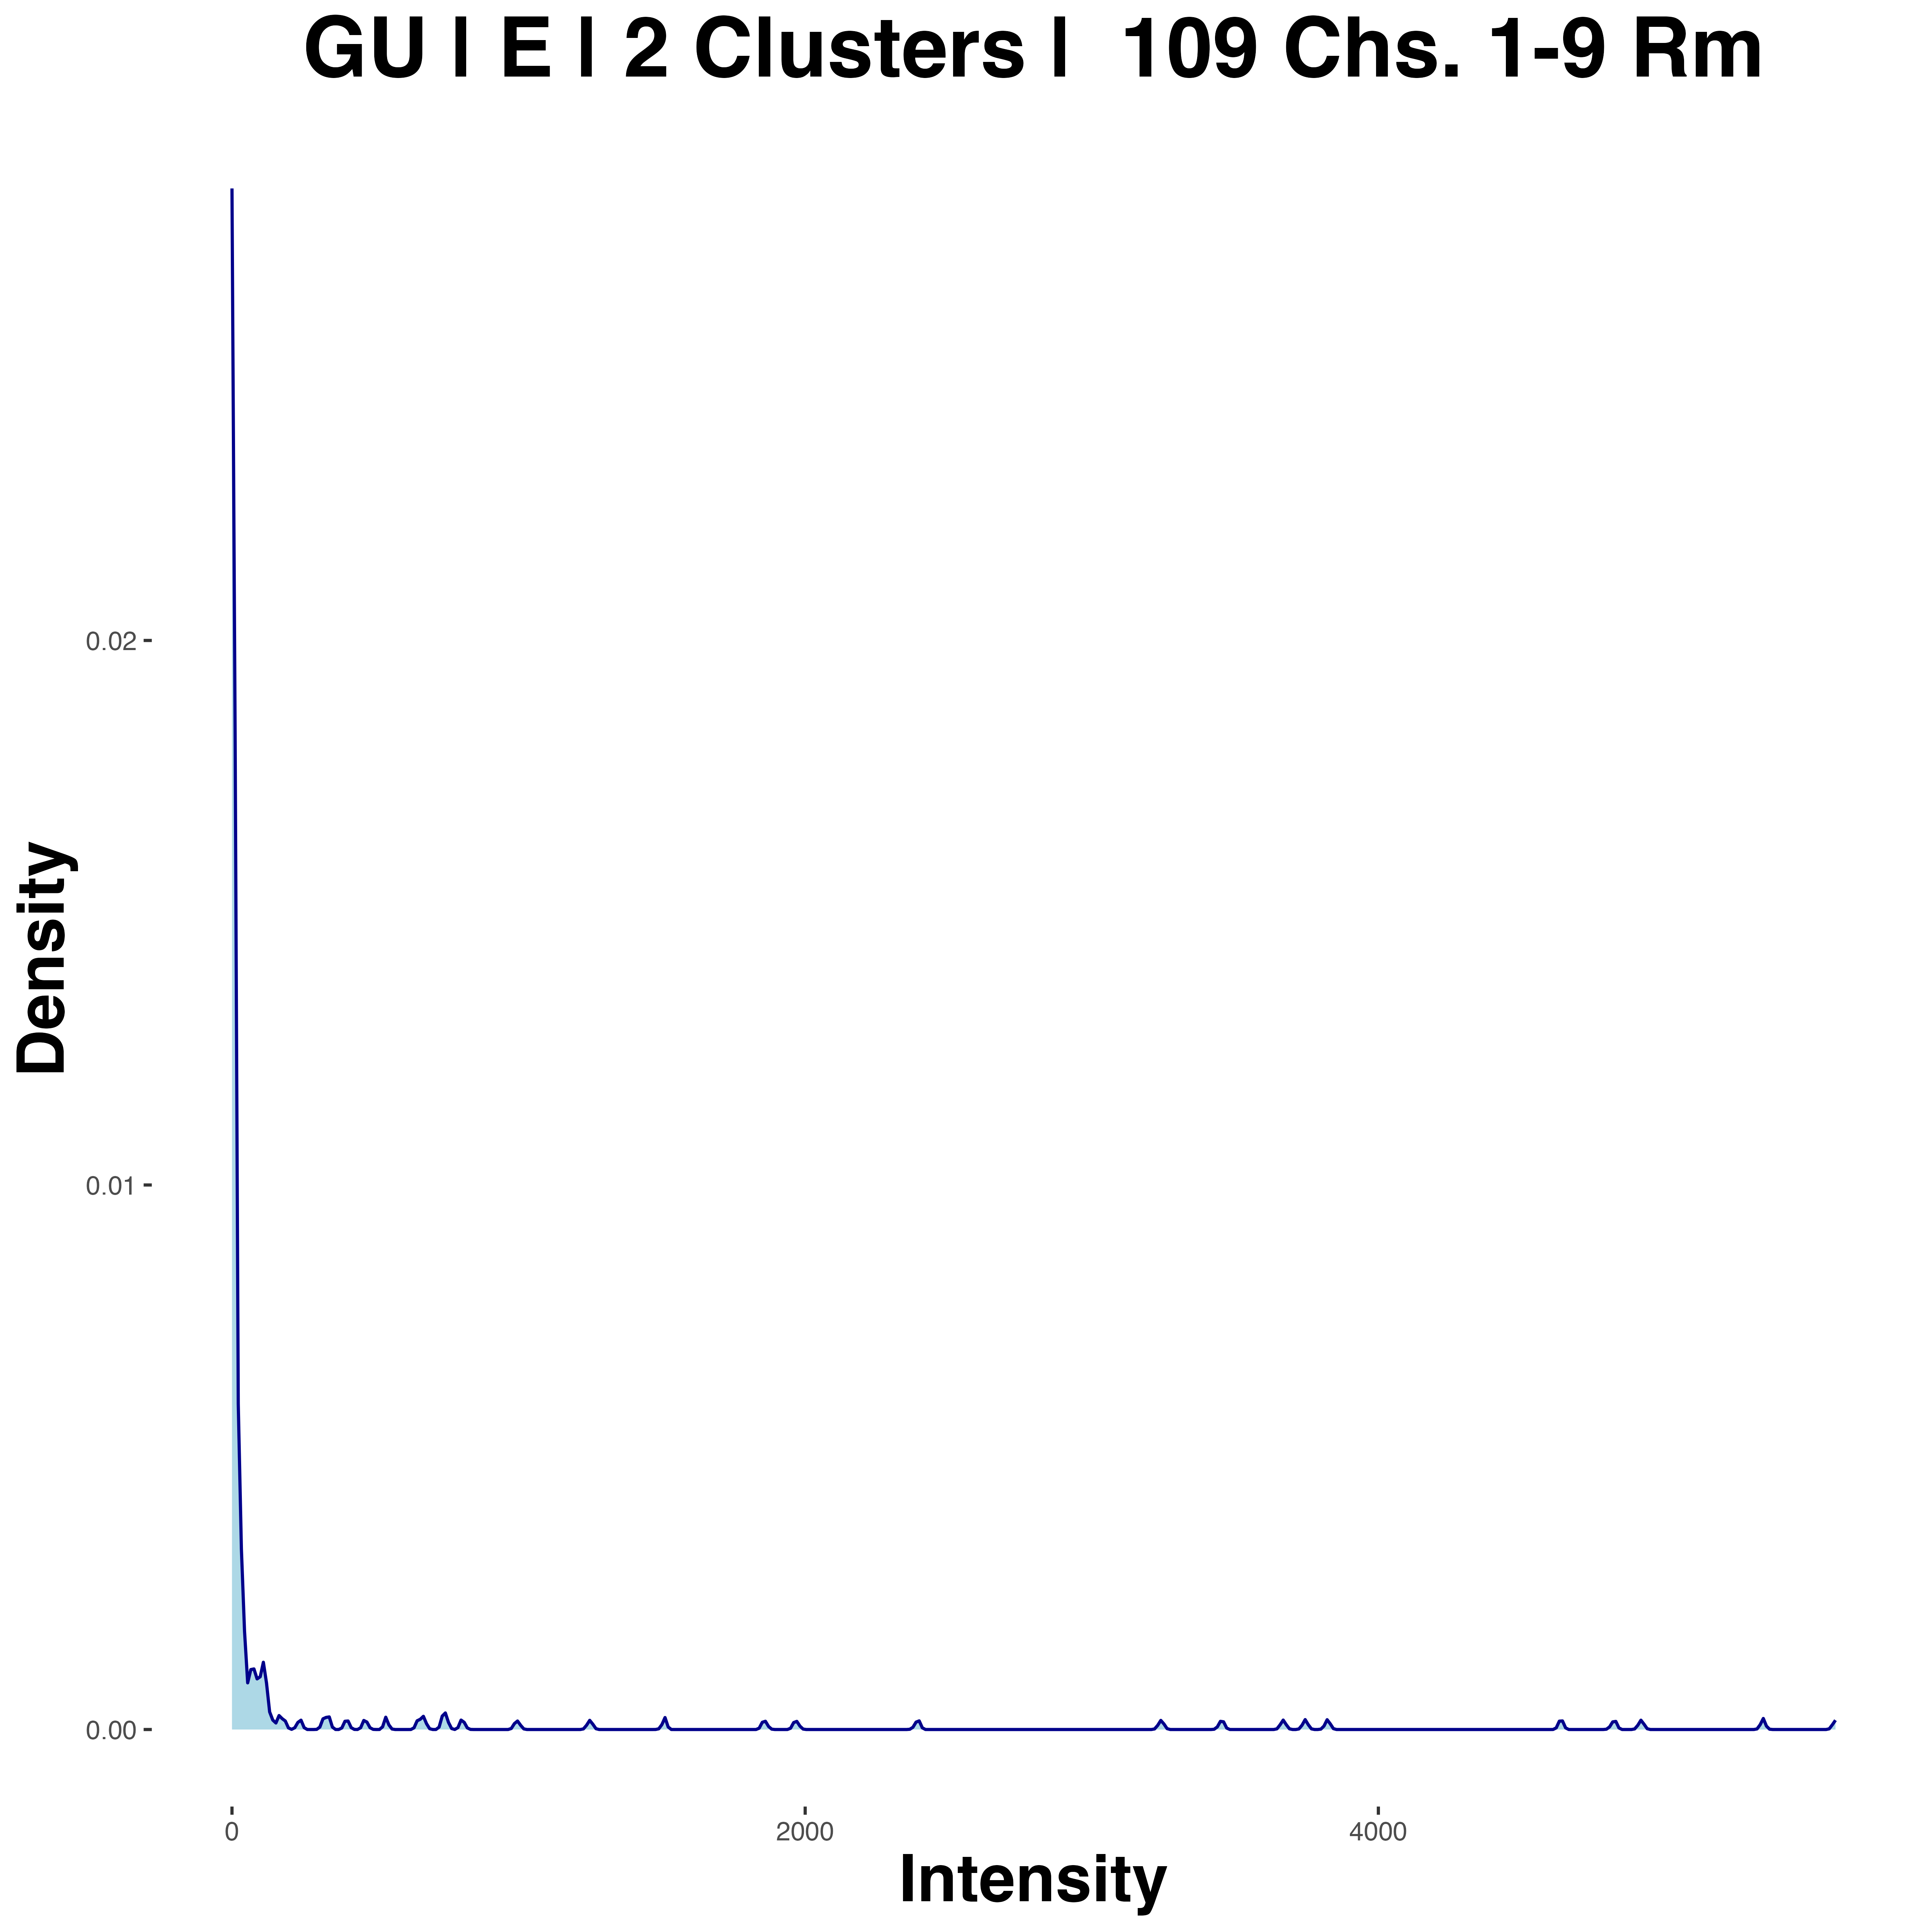 GU | E | 2 Clusters |  109 Chs. 1-9 Rm
Density
0.02
0.01
0.00
0
2000
4000
Intensity